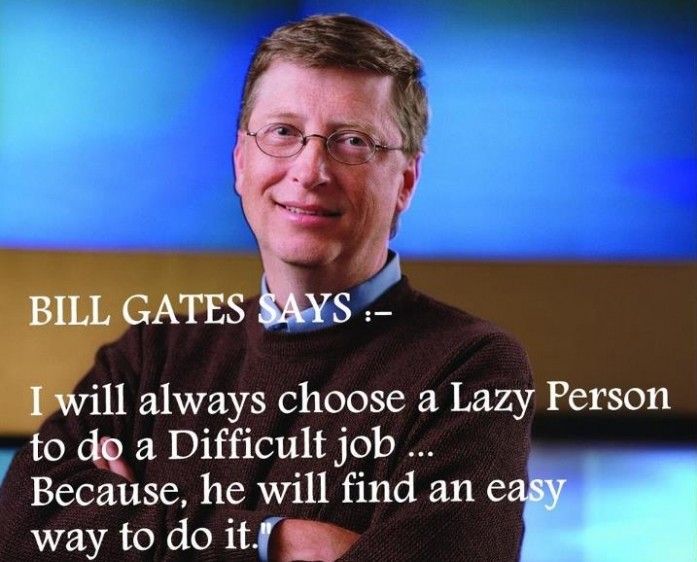 BILL GATES SAYS :-
I will always choose a Lazy Person
to do a Difficult job ...
Because, he will find an easy
way to do it."